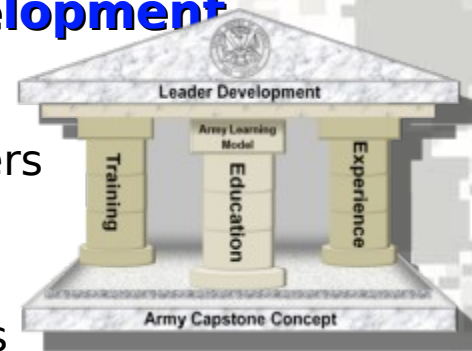 elopment
Leader Development
Army Learning
Model
ers
Training
Education
Experience
Army Capstone Concept
s